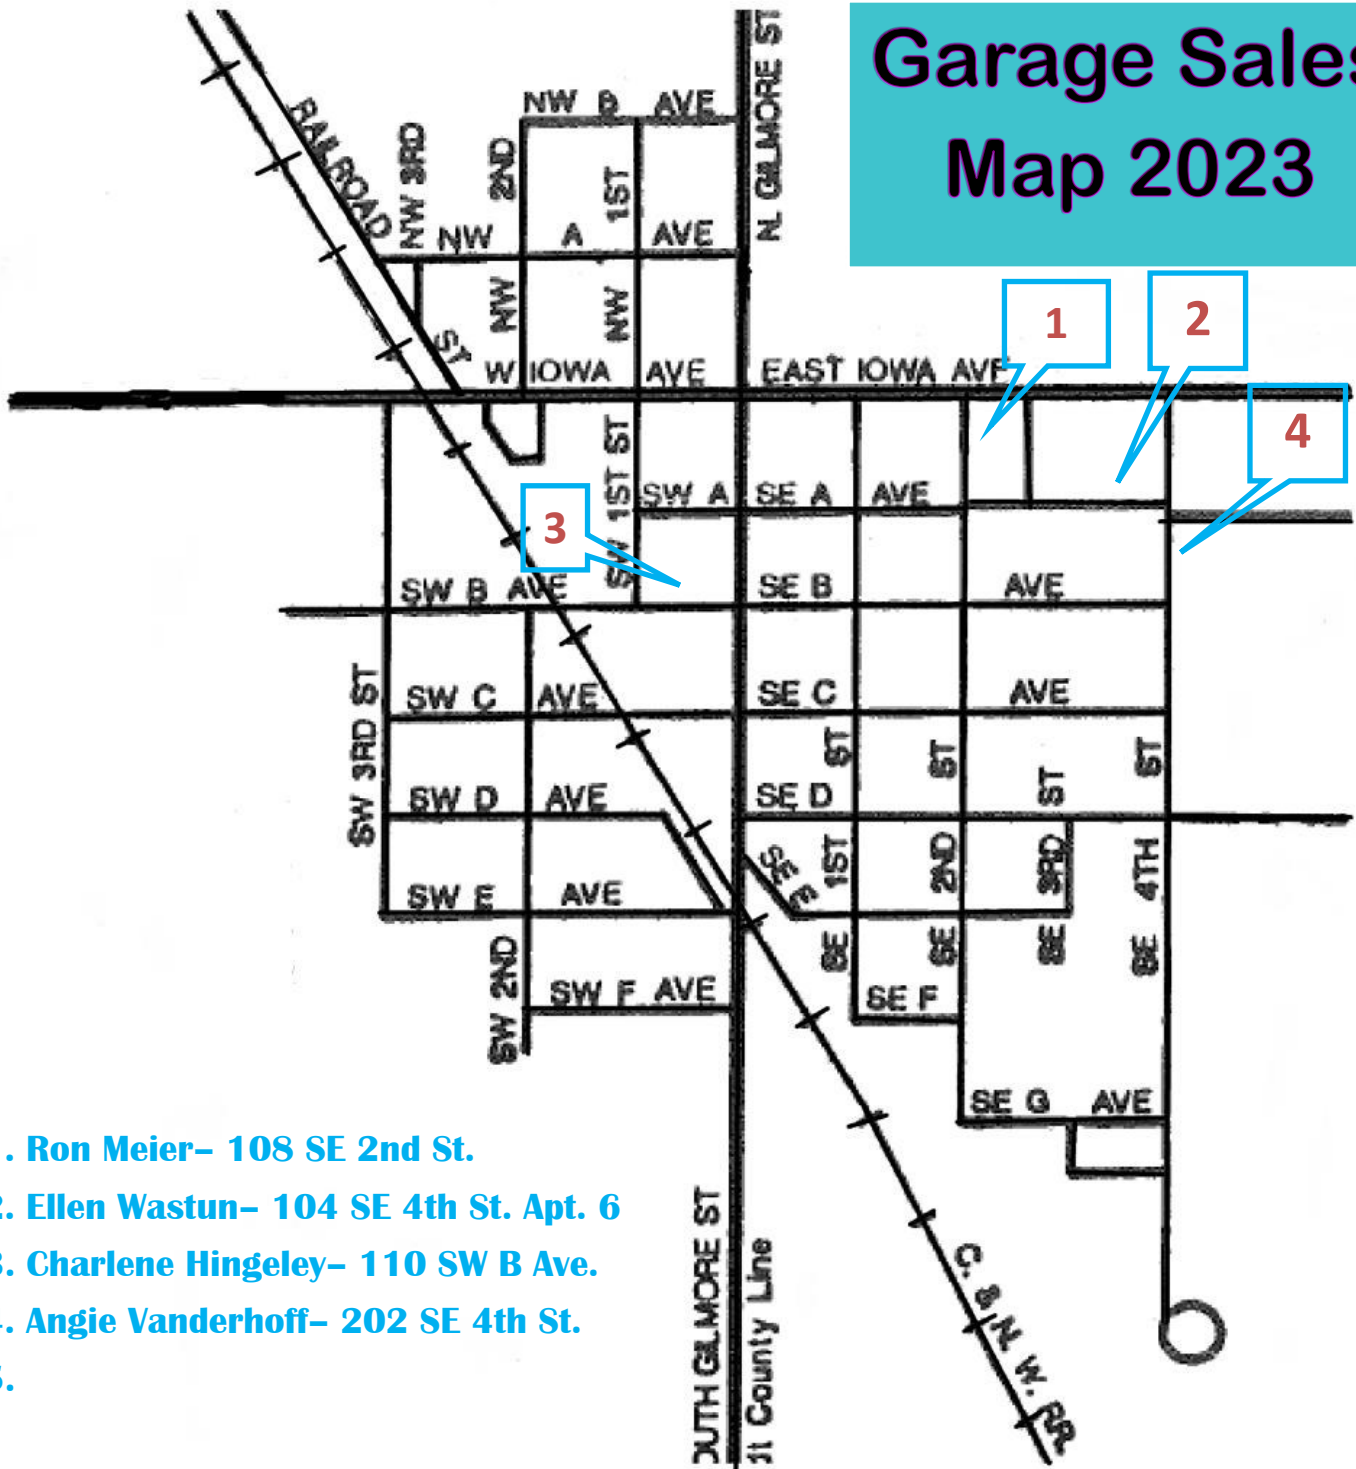 Garage Sales
Map 2023
N. GILMORE ST
NW B AVE
RAILROAD ST
NW 3RD
NW 2ND
NW 1ST
NW A AVE
1
2
W IOWA AVE
EAST IOWA AVE
4
SW 1ST ST
SW A
SE A AVE
3
SW B AVE
SE B AVE
SW 3RD ST
SW C AVE
SE C AVE
SW D AVE
SE D
SE 1ST ST
SE 2ND ST
SE 3RD ST
SE 4TH ST
SE E
SW E AVE
SW 2ND
SW F AVE
SE F
SE G AVE
. Ron Meier– 108 SE 2nd St.
2. Ellen Wastun– 104 SE 4th St. Apt. 6
3. Charlene Hingeley– 110 SW B Ave.
. Angie Vanderhoff– 202 SE 4th St.
OUTH GILMORE ST
County Line
C. & N. W. RR.